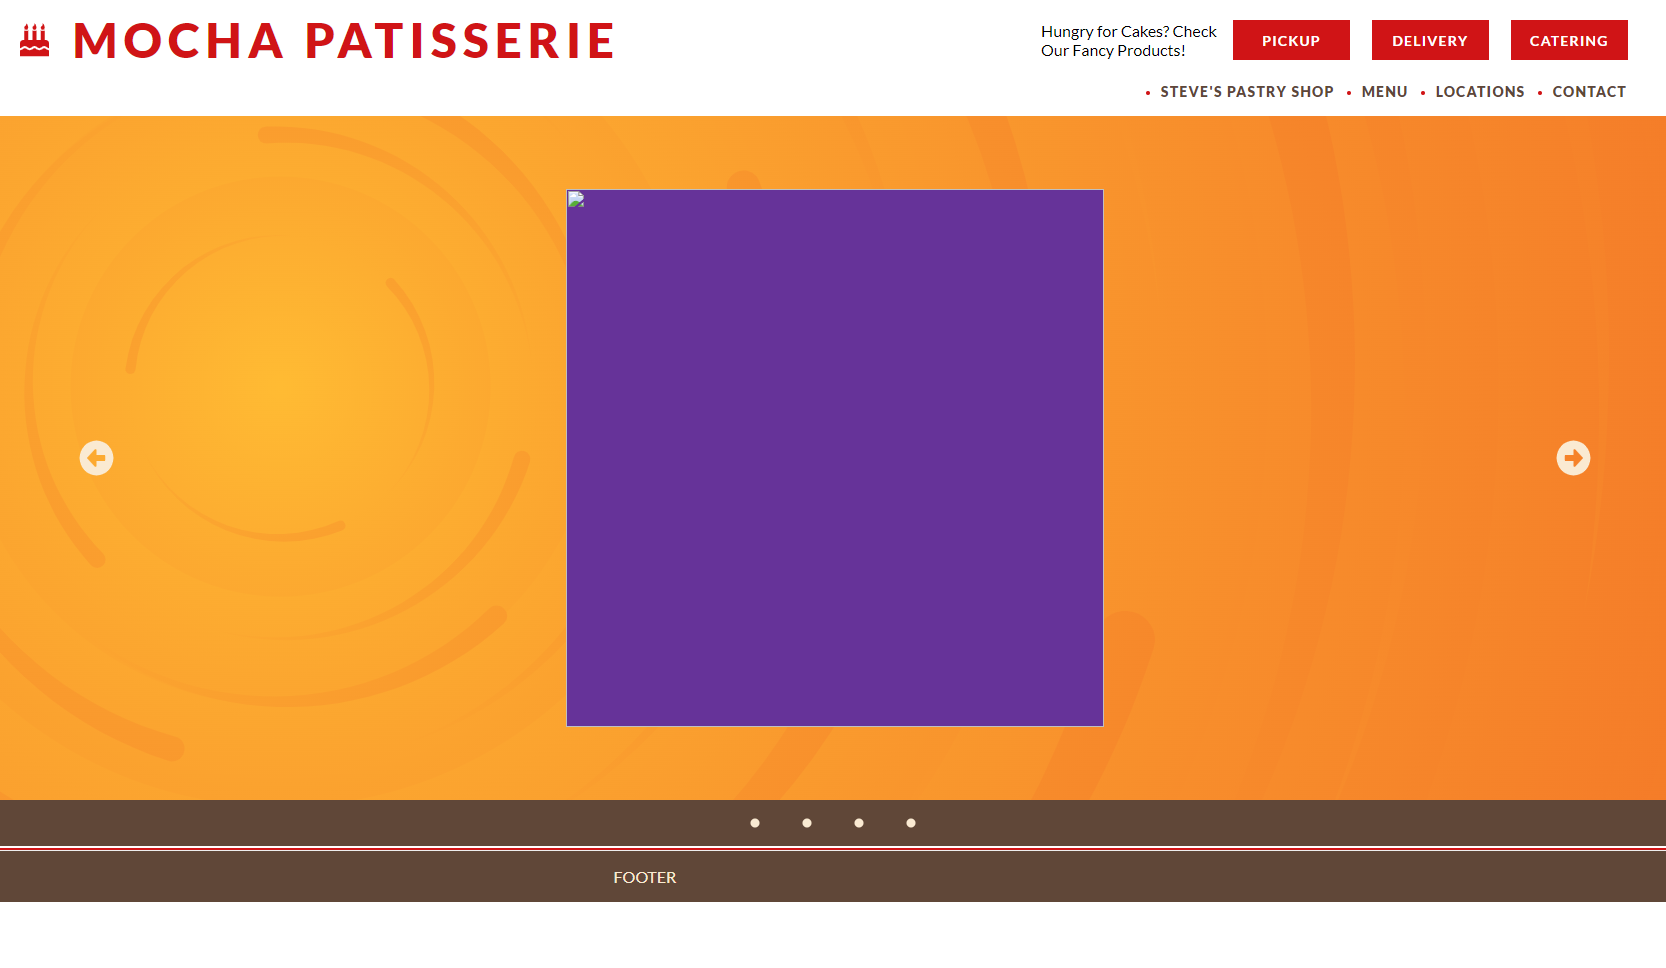 MOCHA PATISSERIE
Hungry for Cakes? Check
Our Fancy Products!
PICKUP
DELIVERY
CATERING
• STEVE'S PASTRY SHOP • MENU • LOCATIONS • CONTACT
FOOTER